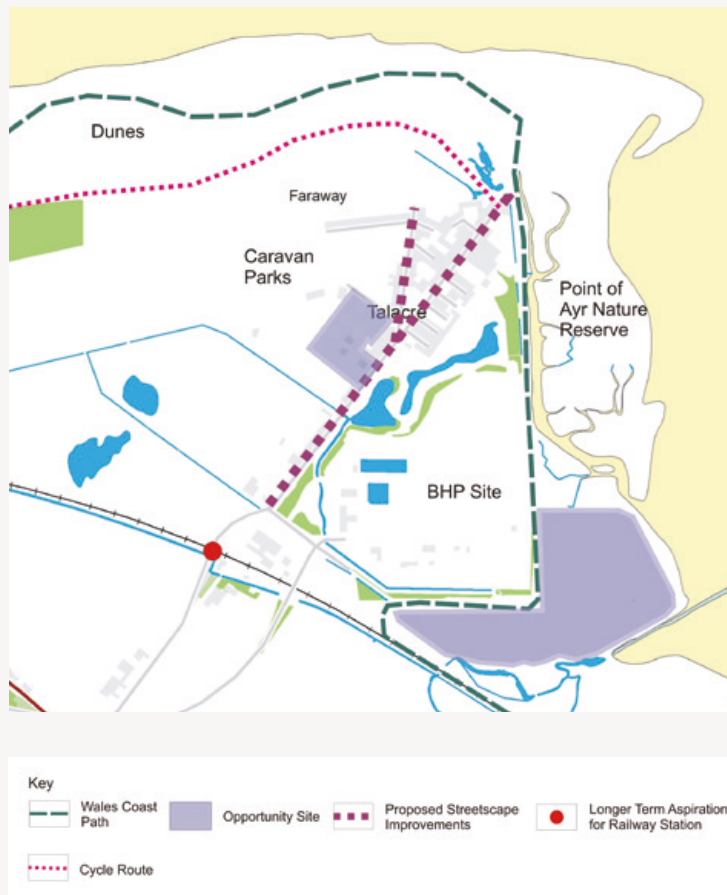 Dunes
Faraway
Caravan
Parks
Talacre
Point of
Ayr Nature
Reserve
BHP Site
Key
Wales Coast
Path
Opportunity Site
Proposed Streetscape
Improvements
Longer Term Aspiration
for Railway Station
Cycle Route